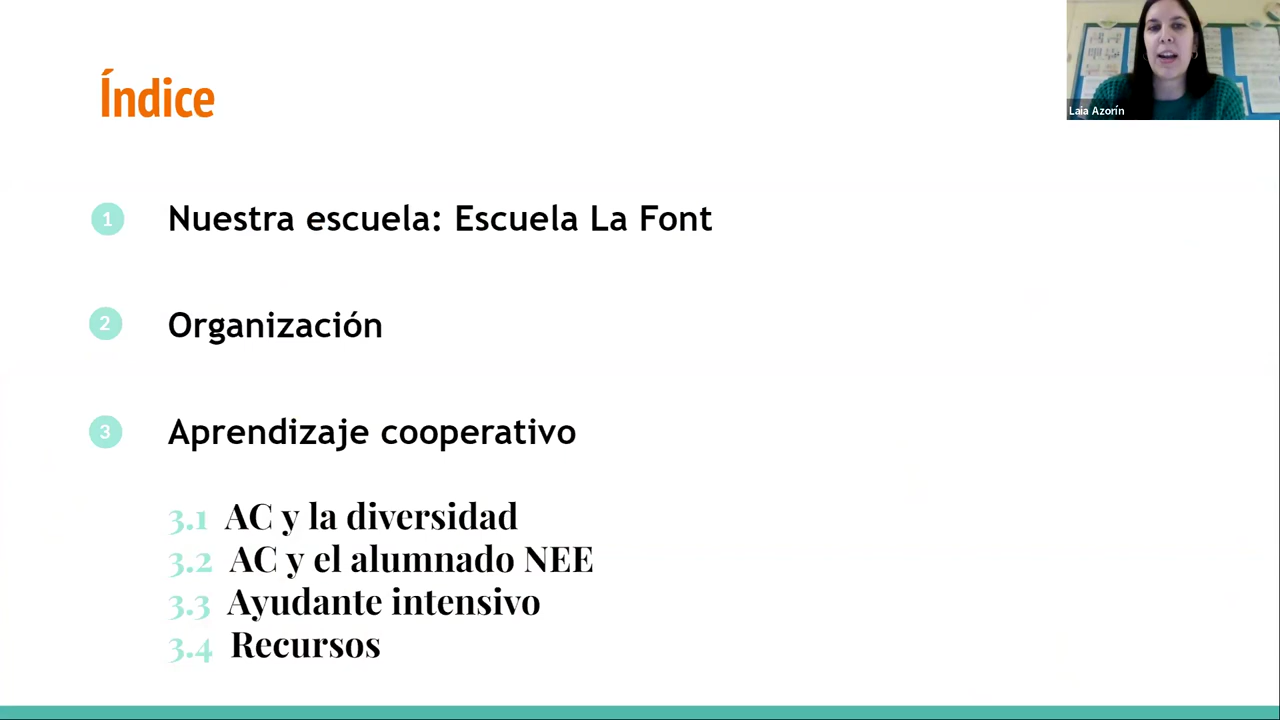 Índice
Laia Azorín
1 Nuestra escuela: Escuela La Font
2 Organización
3 Aprendizaje cooperativo
3.1 AC y la diversidad
3.2 AC y el alumnado NEE
3.3 Ayudante intensivo
3.4 Recursos